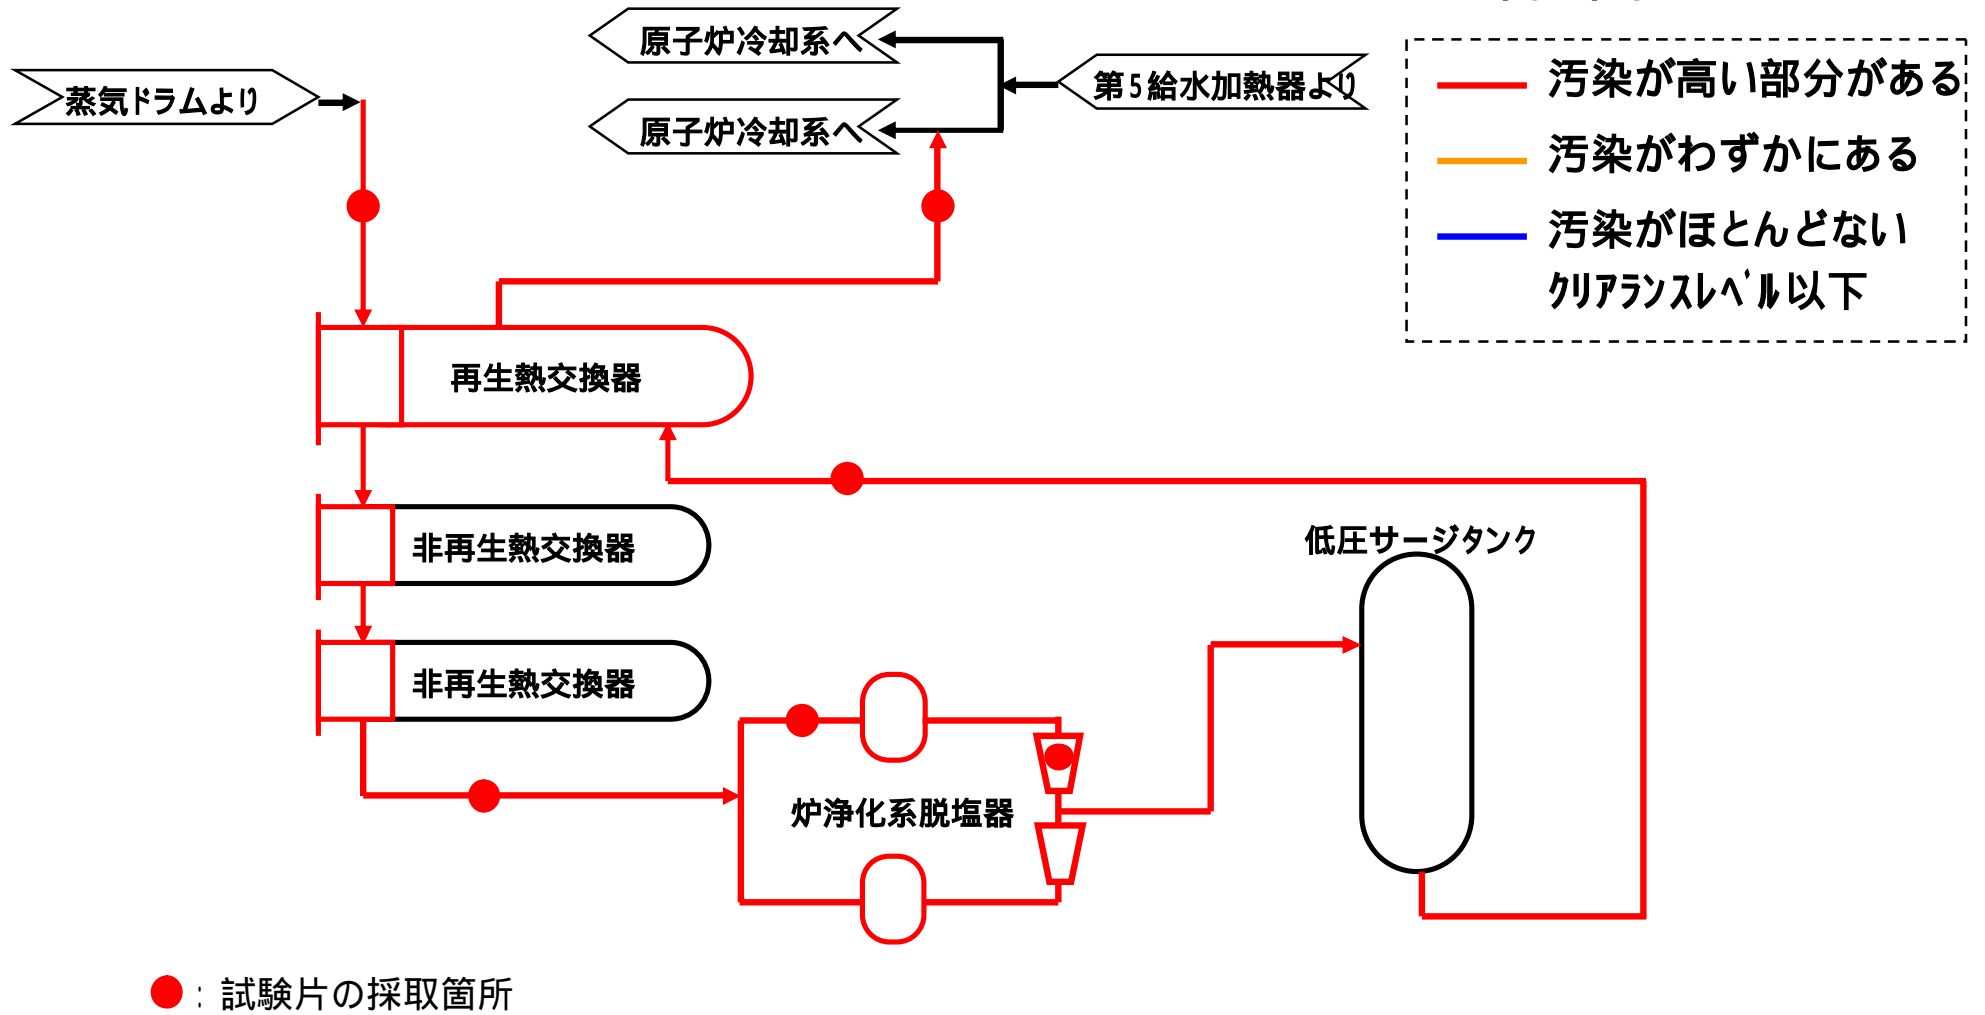 原子炉冷却系へ
蒸気ドラムより
第5給水加熱器より
原子炉冷却系へ
汚染が高い部分がある
汚染がわずかにある
汚染がほとんどない
クリアランスレベル以下
再生熱交換器
非再生熱交換器
低圧サージタンク
非再生熱交換器
炉浄化系脱塩器
：試験片の採取箇所